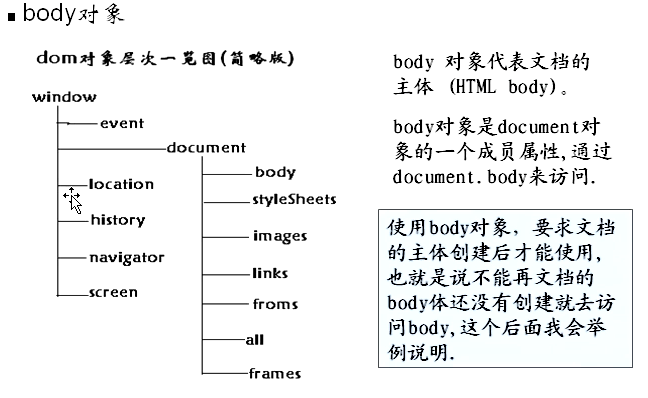 body对象
dom对象层次一览图(简略版)
window
event
document
body
location
styleSheets
history
images
navigator
links
screen
froms
all
frames
body 对象代表文档的
主体 (HTML body)。
body对象是document对
象的一个成员属性,通过
document.body来访问.
使用body对象，要求文档
的主体创建后才能使用,
也就是说不能再文档的
body体还没有创建就去访
问body,这个后面我会举
例说明.